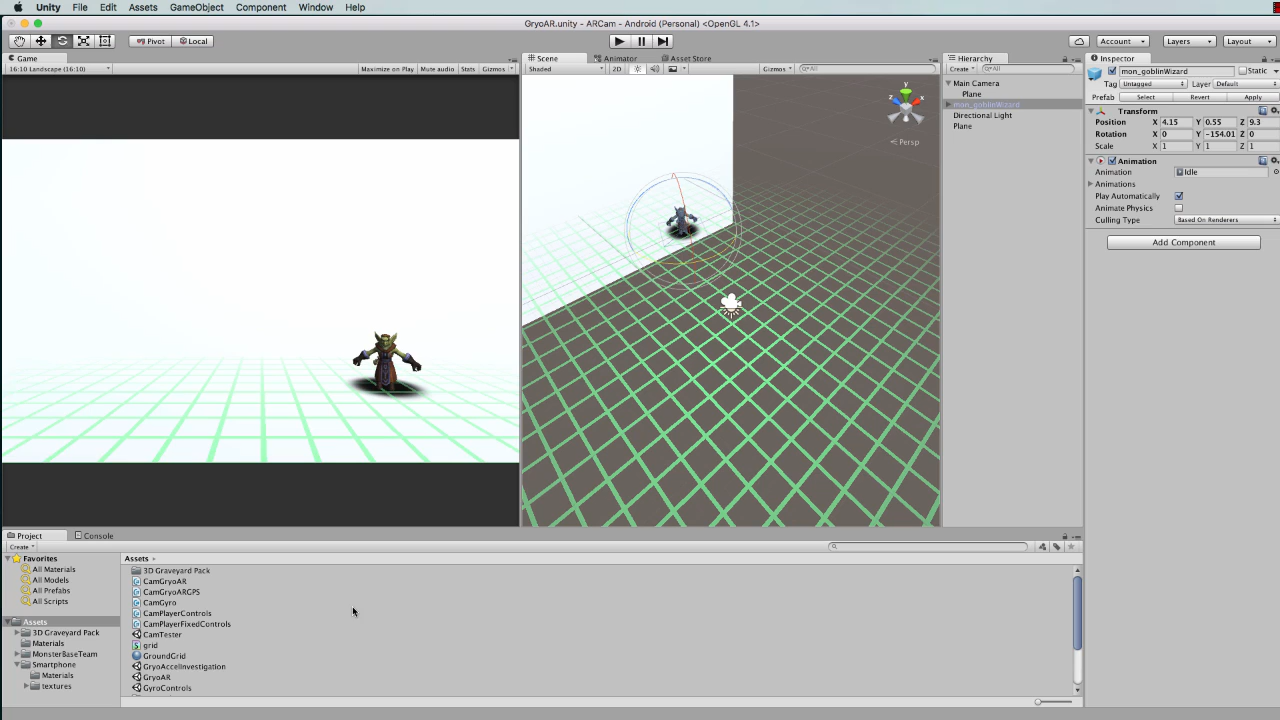 Unity File Edit Assets GameObject Component Window Help
GryoAR.unity - ARCam - Android (Personal) <OpenGL 4.1>
Pivot Local Account Layers Layout
Game Scene Animator Asset Store Hierarchy Inspector
16:10 Landscape (16:10) Maximize on Play Mute audio Stats Gizmos Shaded 2D Gizmos All Create All
mon_goblinWizard Static
Tag Untagged Layer Default
Prefab Select Revert Apply
Main Camera
Plane
mon_goblinWizard
Directional Light
Plane
y
x
z
Persp
Transform
Position X 4.15 Y 0.55 Z 9.3
Rotation X 0 Y -154.01 Z 0
Scale X 1 Y 1 Z 1
Animation
Animation Idle
Animations
Play Automatically
Animate Physics
Culling Type Based On Renderers
Add Component
Project Console
Create
Favorites
All Materials
All Models
All Prefabs
All Scripts
Assets
3D Graveyard Pack
Materials
MonsterBaseTeam
Smartphone
Materials
textures
Assets
3D Graveyard Pack
CamGryoAR
CamGryoARGPS
CamGyro
CamPlayerControls
CamPlayerFixedControls
CamTester
grid
GroundGrid
GryoAccelInvestigation
GryoAR
GyroControls